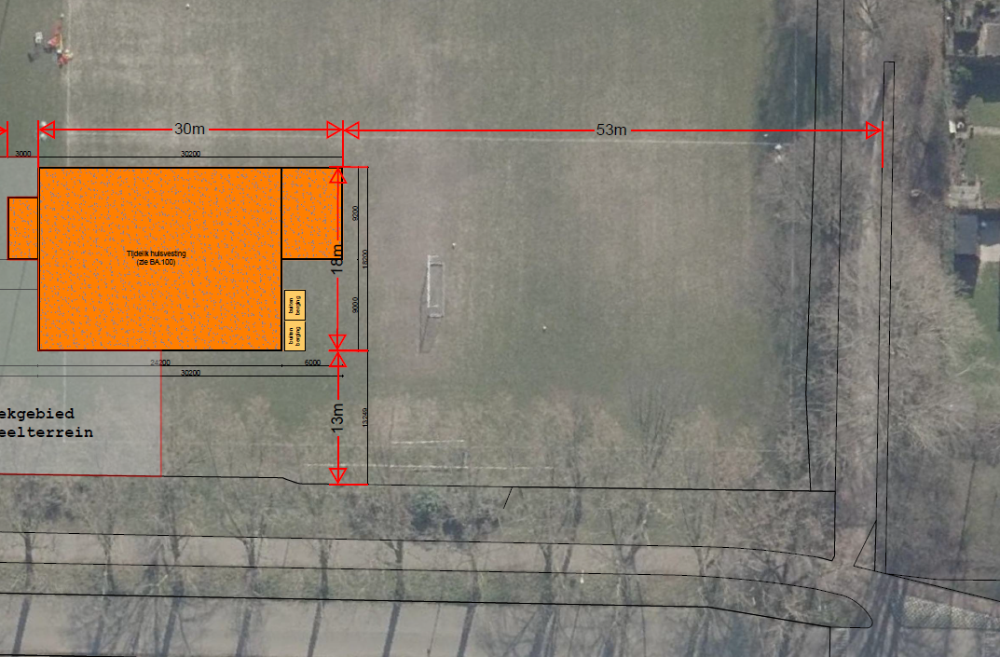 30m
53m
3000
30200
9200
Tijdelijk huisvesting
(zie BA.100)
18m
18200
9000
buiten
berging
buiten
berging
24200
6000
30200
ekgebied
eelterrein
13m
13249